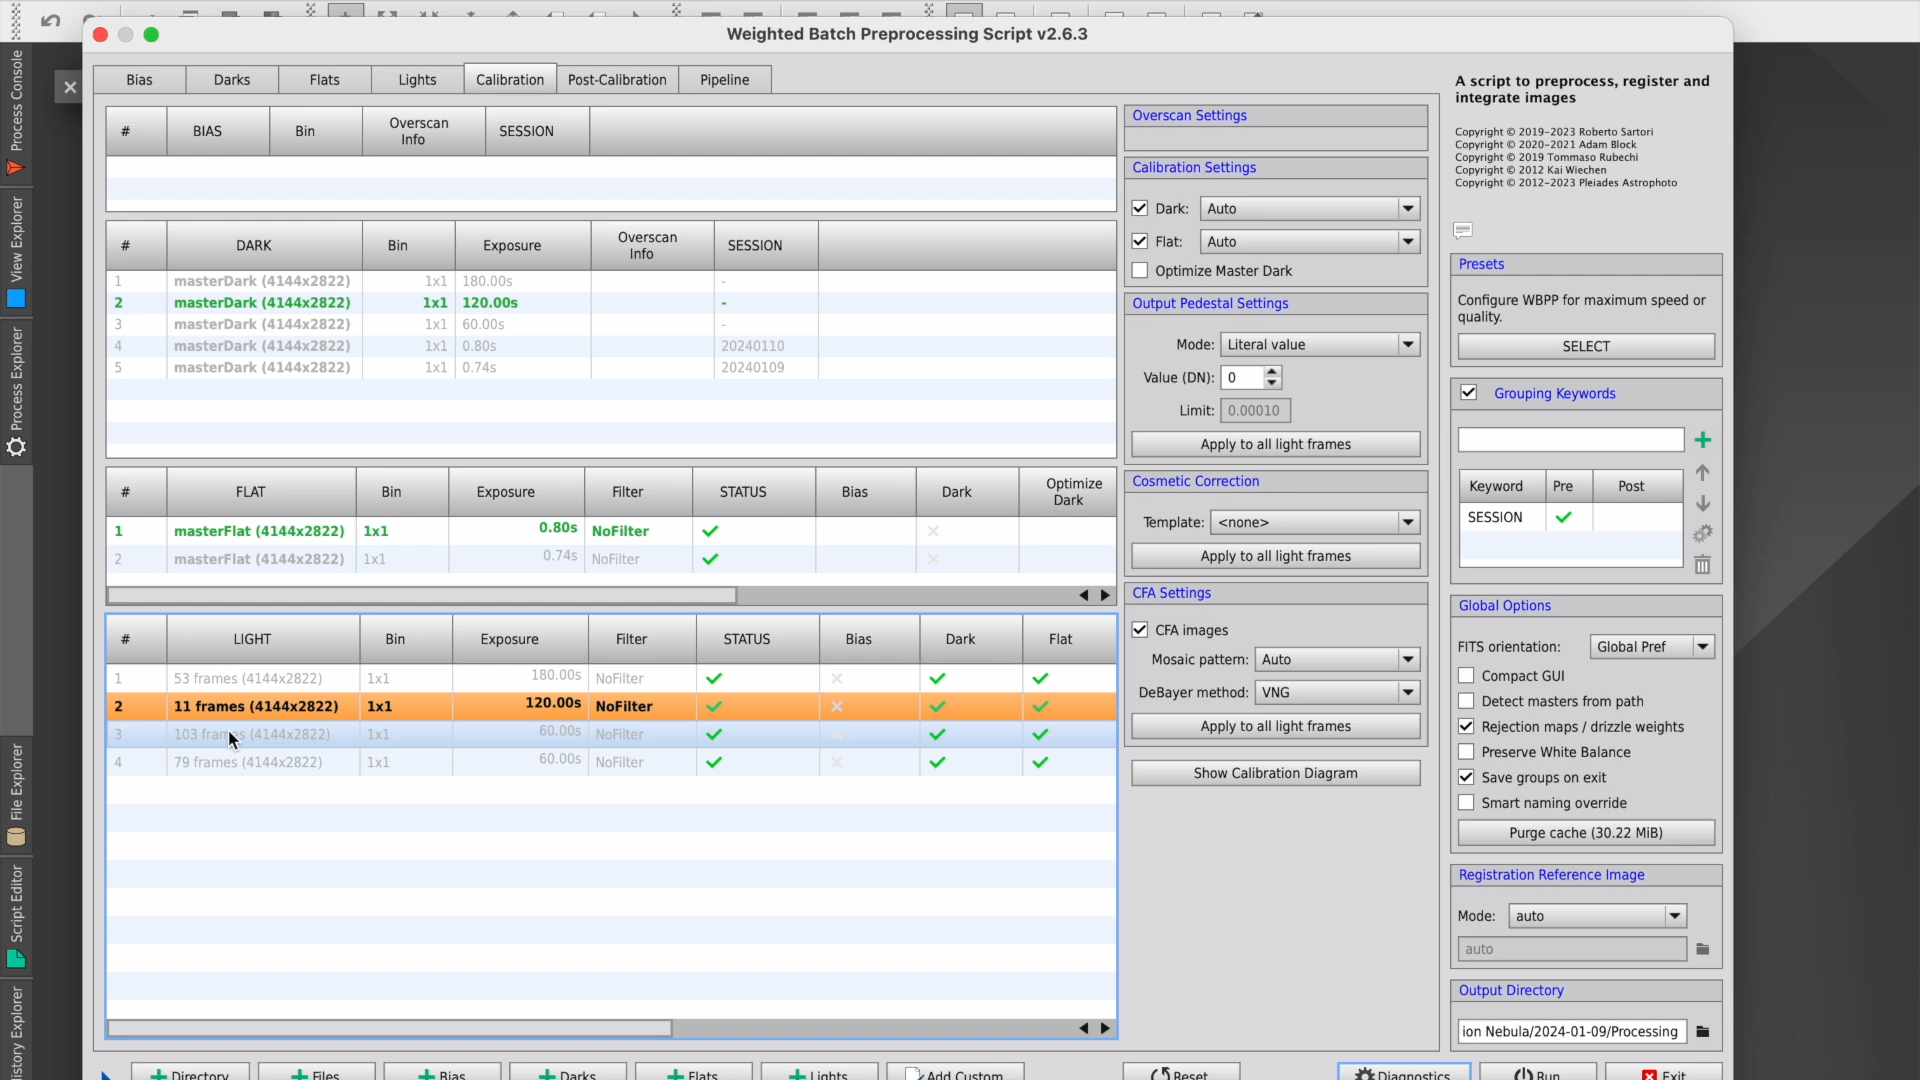 Weighted Batch Preprocessing Script v2.6.3
Process Console
View Explorer
Process Explorer
File Explorer
Script Editor
istory Explorer
Bias
Darks
Flats
Lights
Calibration
Post-Calibration
Pipeline
# BIAS Bin Overscan Info SESSION
# DARK Bin Exposure Overscan Info SESSION
1 masterDark (4144x2822) 1x1 180.00s -
2 masterDark (4144x2822) 1x1 120.00s -
3 masterDark (4144x2822) 1x1 60.00s -
4 masterDark (4144x2822) 1x1 0.80s 20240110
5 masterDark (4144x2822) 1x1 0.74s 20240109
# FLAT Bin Exposure Filter STATUS Bias Dark Optimize Dark
1 masterFlat (4144x2822) 1x1 0.80s NoFilter
2 masterFlat (4144x2822) 1x1 0.74s NoFilter
# LIGHT Bin Exposure Filter STATUS Bias Dark Flat
1 53 frames (4144x2822) 1x1 180.00s NoFilter
2 11 frames (4144x2822) 1x1 120.00s NoFilter
3 103 frames (4144x2822) 1x1 60.00s NoFilter
4 79 frames (4144x2822) 1x1 60.00s NoFilter
Overscan Settings
Calibration Settings
Dark: Auto
Flat: Auto
Optimize Master Dark
Output Pedestal Settings
Mode: Literal value
Value (DN): 0
Limit: 0.00010
Apply to all light frames
Cosmetic Correction
Template: <none>
Apply to all light frames
CFA Settings
CFA images
Mosaic pattern: Auto
DeBayer method: VNG
Apply to all light frames
Show Calibration Diagram
A script to preprocess, register and
integrate images
Copyright © 2019-2023 Roberto Sartori
Copyright © 2020-2021 Adam Block
Copyright © 2019 Tommaso Rubechi
Copyright © 2012 Kai Wiechen
Copyright © 2012-2023 Pleiades Astrophoto
Presets
Configure WBPP for maximum speed or
quality.
SELECT
Grouping Keywords
Keyword Pre Post
SESSION
Global Options
FITS orientation: Global Pref
Compact GUI
Detect masters from path
Rejection maps / drizzle weights
Preserve White Balance
Save groups on exit
Smart naming override
Purge cache (30.22 MiB)
Registration Reference Image
Mode: auto
auto
Output Directory
ion Nebula/2024-01-09/Processing
Directory
Files
Bias
Darks
Flats
Lights
Add Custom
Reset
Diagnostics
Run
Exit